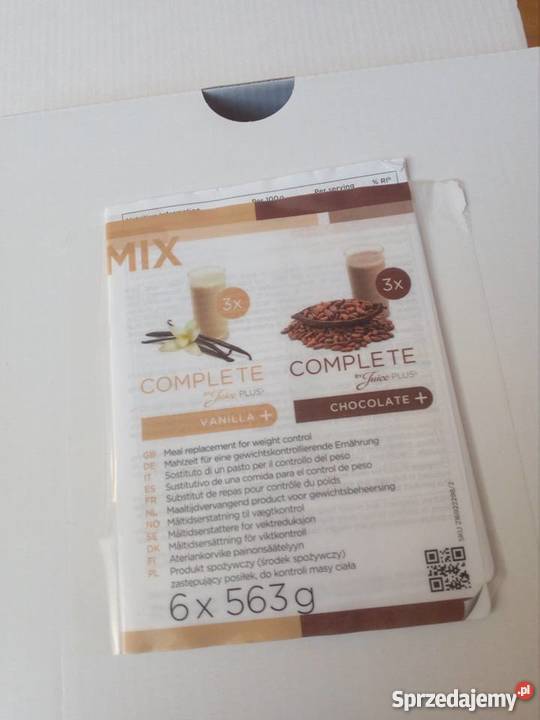 Per 100g Per serving % RI*
MIX
3x
3x
COMPLETE
BY Juice PLUS+
VANILLA +
COMPLETE
BY Juice PLUS+
CHOCOLATE +
GB Meal replacement for weight control
DE Mahlzeit für eine gewichtskontrollierende Ernährung
IT Sostituto di un pasto per il controllo del peso
ES Sustitutivo de una comida para el control de peso
FR Substitut de repas pour contrôle du poids
NL Maaltijdvervangend product voor gewichtsbeheersing
NO Måltidserstatning til vægtkontrol
SE Måltidserstattere for vektreduksjon
DK Måltidsersättning för viktkontroll
FI Ateriankorvike painonsäätelyyn
PL Produkt spożywczy (środek spożywczy)
zastępujący posiłek, do kontroli masy ciała
6 x 563g
Sprzedajemy.pl